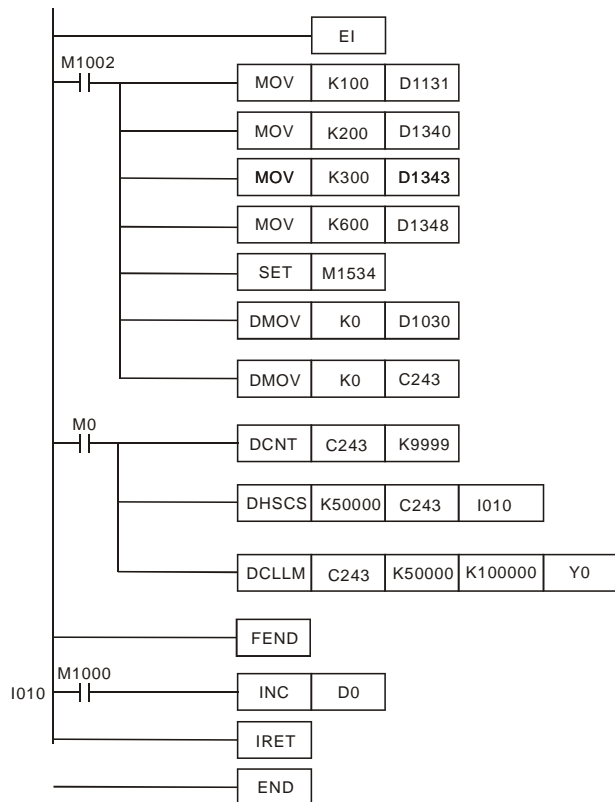 EI
M1002
MOV K100 D1131
MOV K200 D1340
MOV K300 D1343
MOV K600 D1348
SET M1534
DMOV K0 D1030
DMOV K0 C243
M0
DCNT C243 K9999
DHSCS K50000 C243 I010
DCLLM C243 K50000 K100000 Y0
FEND
M1000
I010 INC D0
IRET
END